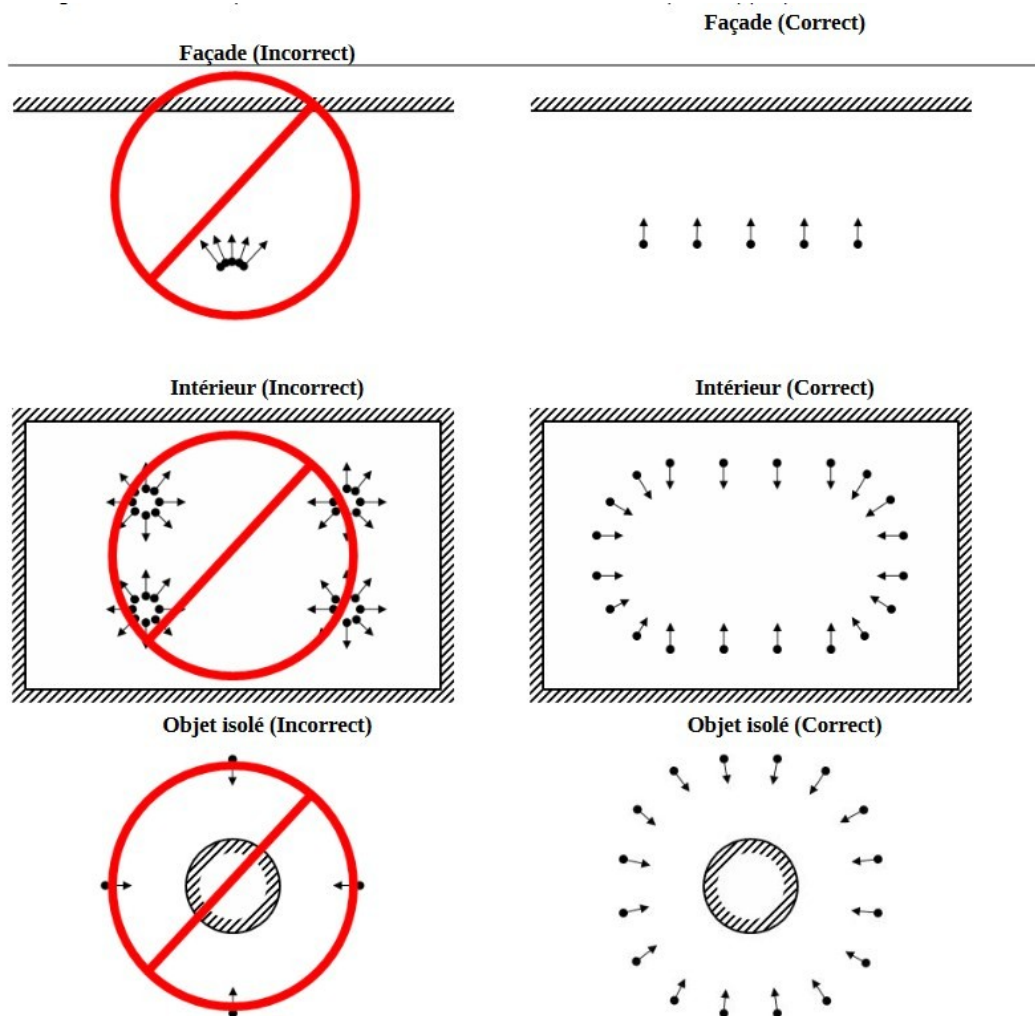 Façade (Correct)
Façade (Incorrect)
Intérieur (Incorrect)
Intérieur (Correct)
Objet isolé (Incorrect)
Objet isolé (Correct)